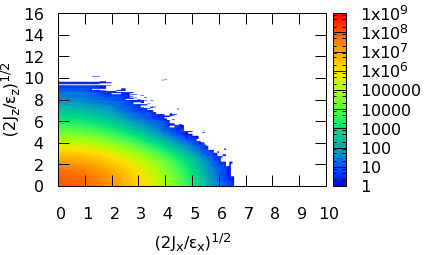 16
14
12
10
8
6
4
2
0
(2J_z/ε_z)^1/2
0 1 2 3 4 5 6 7 8 9 10
(2J_x/ε_x)^1/2
1x10^9
1x10^8
1x10^7
1x10^6
100000
10000
1000
100
10
1